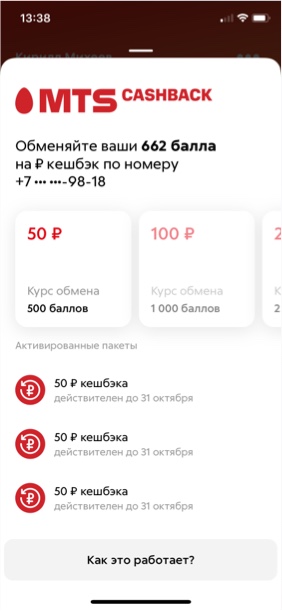 13:38
Кирилл Михеев
MTS CASHBACK
Обменяйте ваши 662 балла
на ₽ кешбэк по номеру
+7 ••• •••-98-18
50 ₽
100 ₽
2
Курс обмена
500 баллов
Курс обмена
1 000 баллов
К
2
Активированные пакеты
50 ₽ кешбэка
действителен до 31 октября
50 ₽ кешбэка
действителен до 31 октября
50 ₽ кешбэка
действителен до 31 октября
Как это работает?